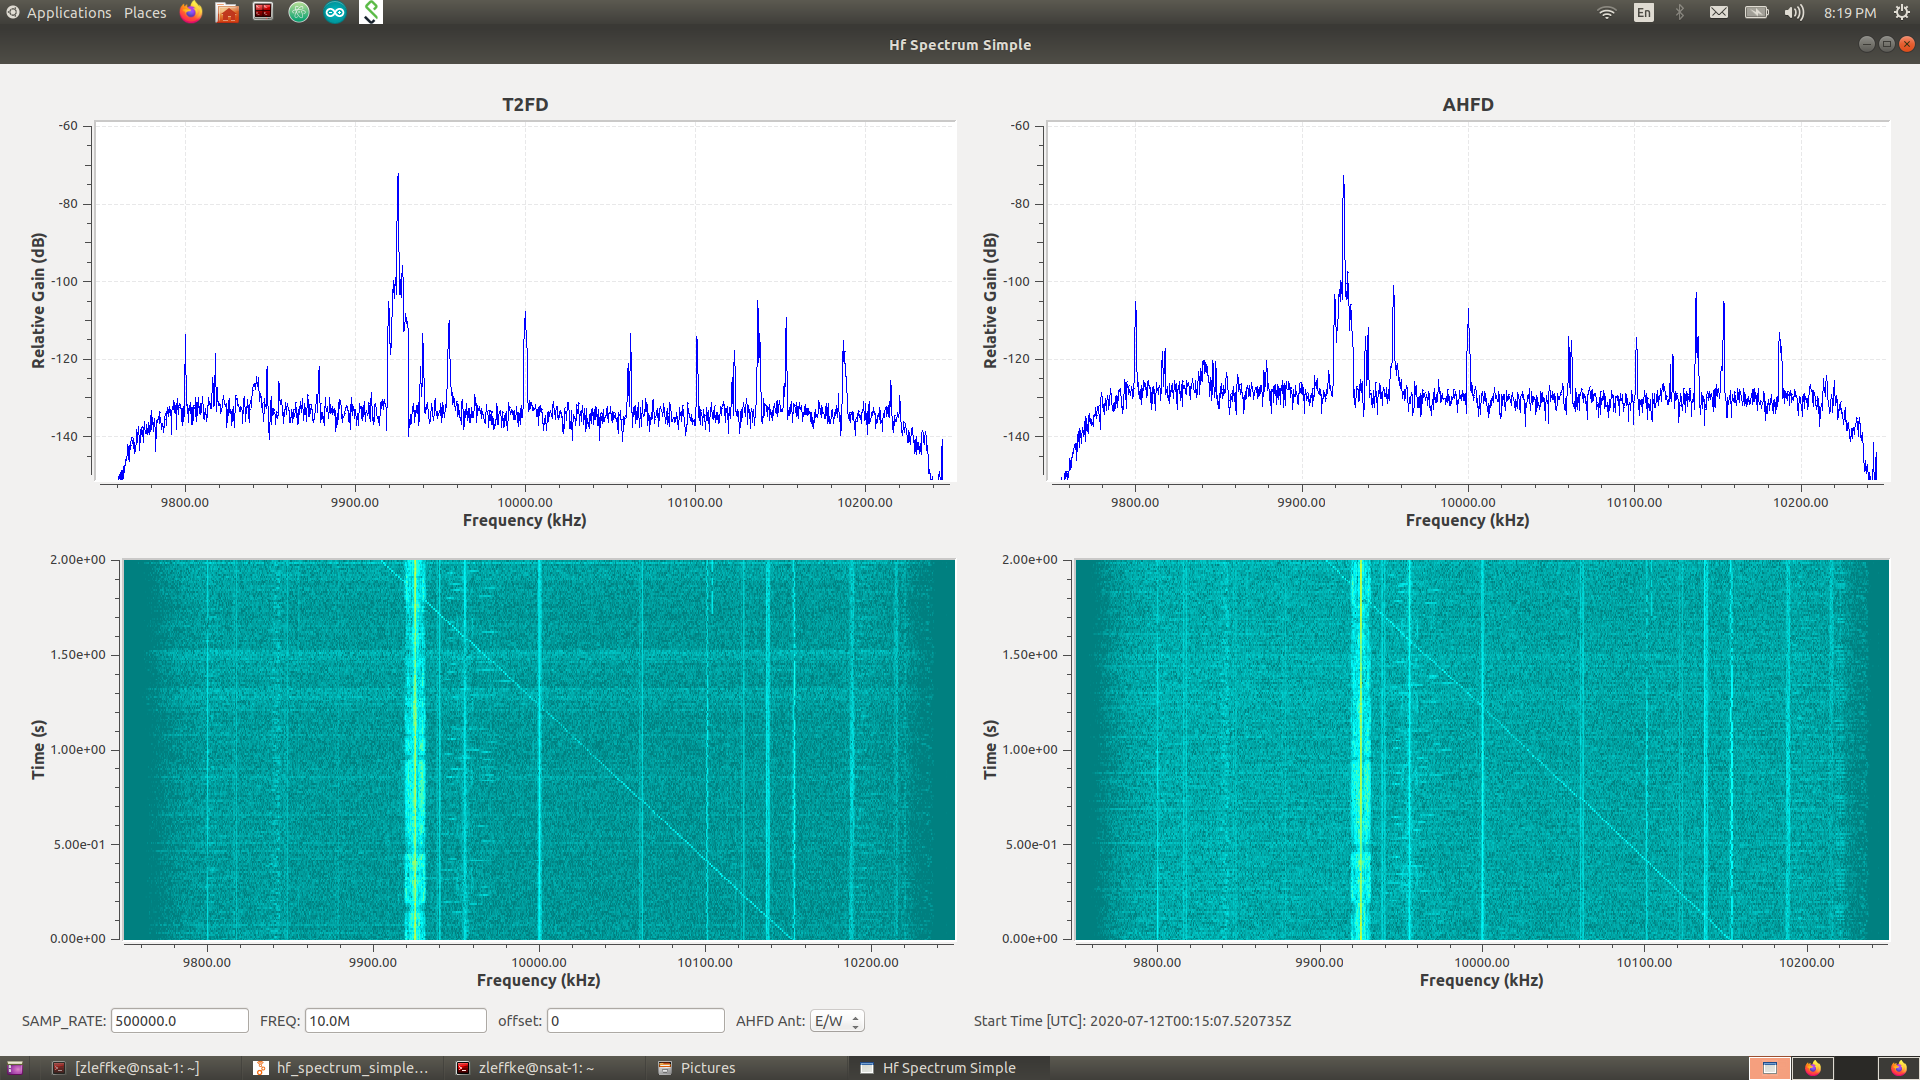 Applications Places En 8:19 PM
Hf Spectrum Simple
T2FD
-60
-80
-100
-120
-140
Relative Gain (dB)
9800.00 9900.00 10000.00 10100.00 10200.00
Frequency (kHz)
AHFD
-60
-80
-100
-120
-140
Relative Gain (dB)
9800.00 9900.00 10000.00 10100.00 10200.00
Frequency (kHz)
2.00e+00
1.50e+00
1.00e+00
5.00e-01
0.00e+00
Time (s)
9800.00 9900.00 10000.00 10100.00 10200.00
Frequency (kHz)
2.00e+00
1.50e+00
1.00e+00
5.00e-01
0.00e+00
Time (s)
9800.00 9900.00 10000.00 10100.00 10200.00
Frequency (kHz)
SAMP_RATE: 500000.0 FREQ: 10.0M offset: 0 AHFD Ant: E/W Start Time [UTC]: 2020-07-12T00:15:07.520735Z
[zleffke@nsat-1: ~] hf_spectrum_simple... zleffke@nsat-1: ~ Pictures Hf Spectrum Simple